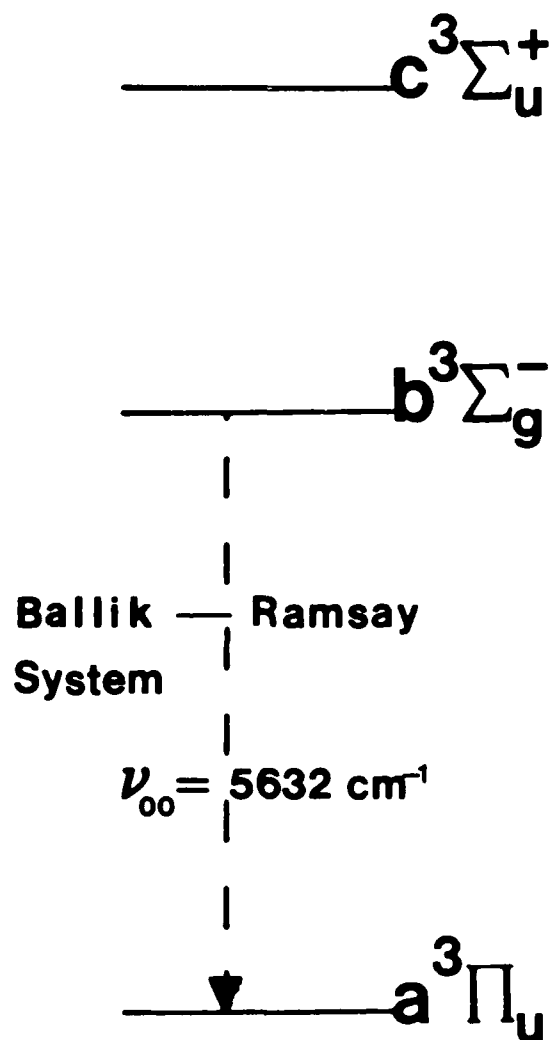 c³Σᵤ⁺
b³Σg⁻
Ballik — Ramsay
System
ν₀₀= 5632 cm⁻¹
a³Πᵤ